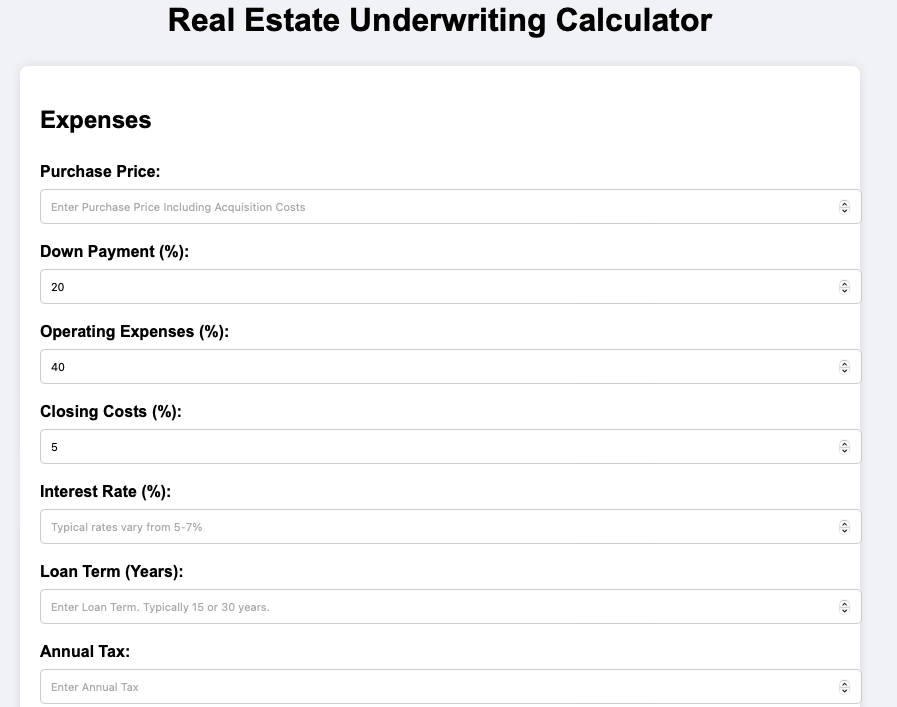 Real Estate Underwriting Calculator
Expenses
Purchase Price:
Enter Purchase Price Including Acquisition Costs
Down Payment (%):
20
Operating Expenses (%):
40
Closing Costs (%):
5
Interest Rate (%):
Typical rates vary from 5-7%
Loan Term (Years):
Enter Loan Term. Typically 15 or 30 years.
Annual Tax:
Enter Annual Tax